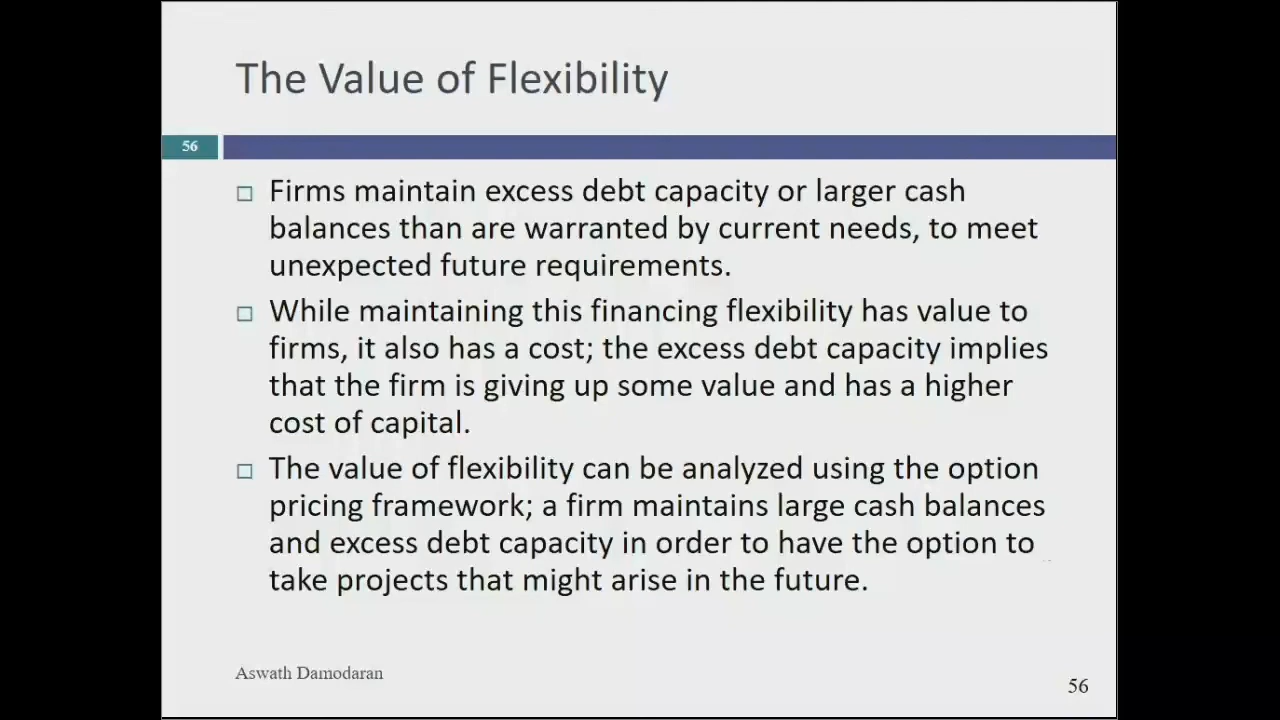 The Value of Flexibility
56
Firms maintain excess debt capacity or larger cash
balances than are warranted by current needs, to meet
unexpected future requirements.
While maintaining this financing flexibility has value to
firms, it also has a cost; the excess debt capacity implies
that the firm is giving up some value and has a higher
cost of capital.
The value of flexibility can be analyzed using the option
pricing framework; a firm maintains large cash balances
and excess debt capacity in order to have the option to
take projects that might arise in the future.
Aswath Damodaran
56